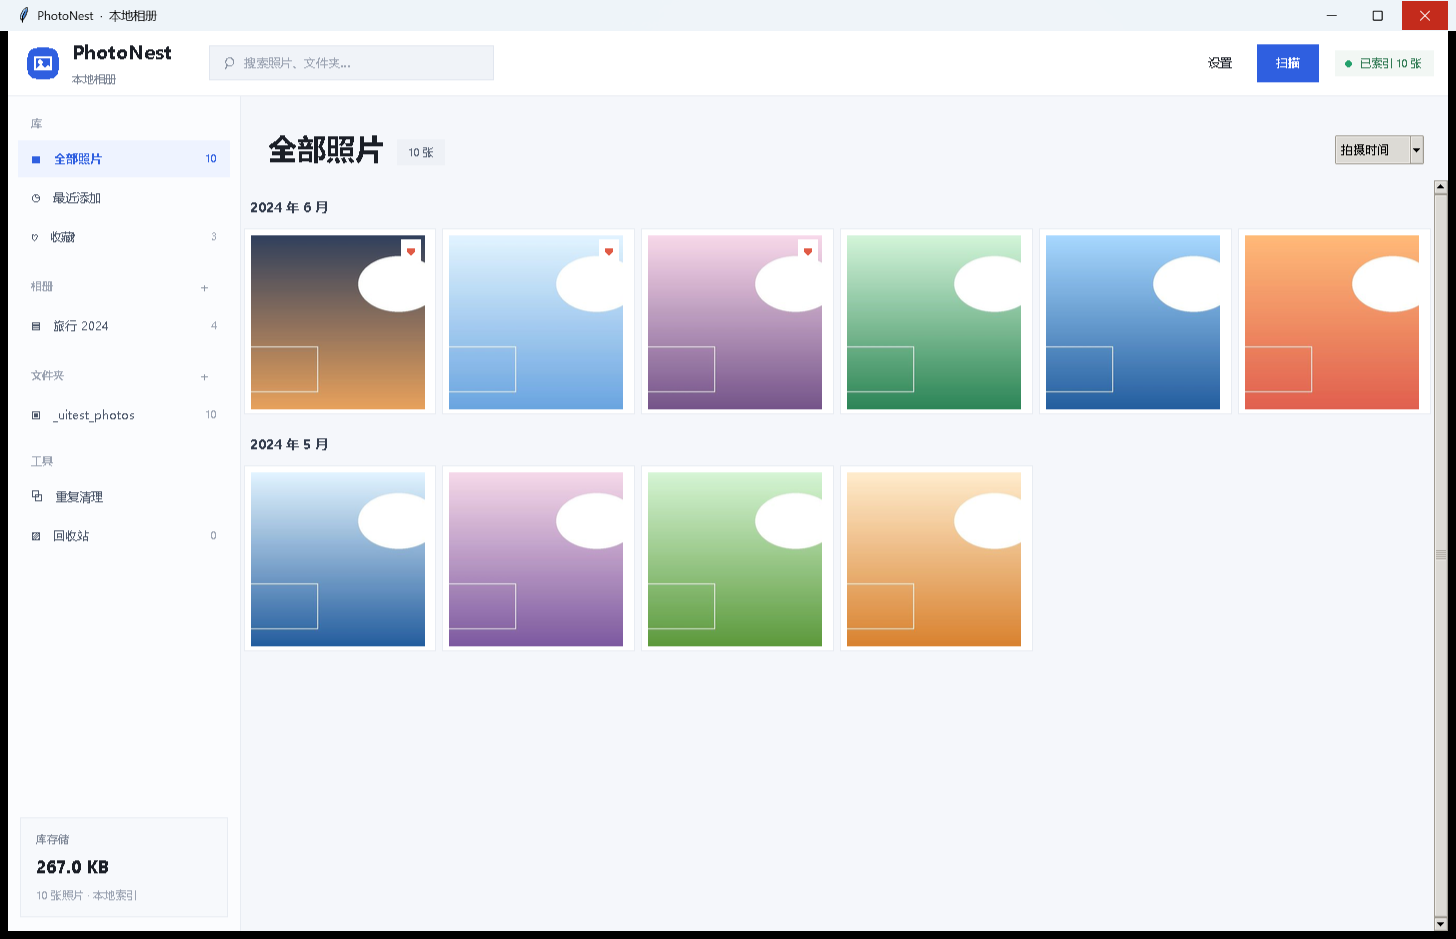 PhotoNest · 本地相册
PhotoNest
本地相册
搜索照片、文件夹...
设置
扫描
已索引 10 张
库
全部照片 10
最近添加
收藏 3
相册 +
旅行 2024 4
文件夹 +
_uitest_photos 10
工具
重复清理
回收站 0
库存储
267.0 KB
10 张照片 · 本地索引
全部照片 10 张
拍摄时间
2024 年 6 月
2024 年 5 月